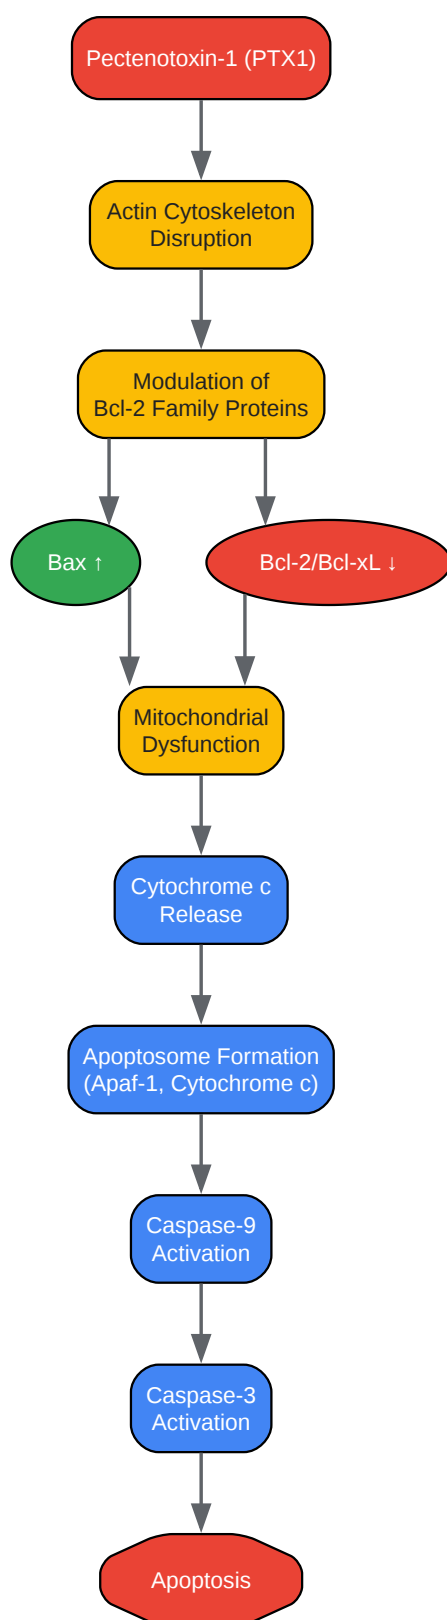 Pectenotoxin-1 (PTX1)
Actin Cytoskeleton
Disruption
Modulation of
Bcl-2 Family Proteins
Bax ↑
Bcl-2/Bcl-xL ↓
Mitochondrial
Dysfunction
Cytochrome c
Release
Apoptosome Formation
(Apaf-1, Cytochrome c)
Caspase-9
Activation
Caspase-3
Activation
Apoptosis